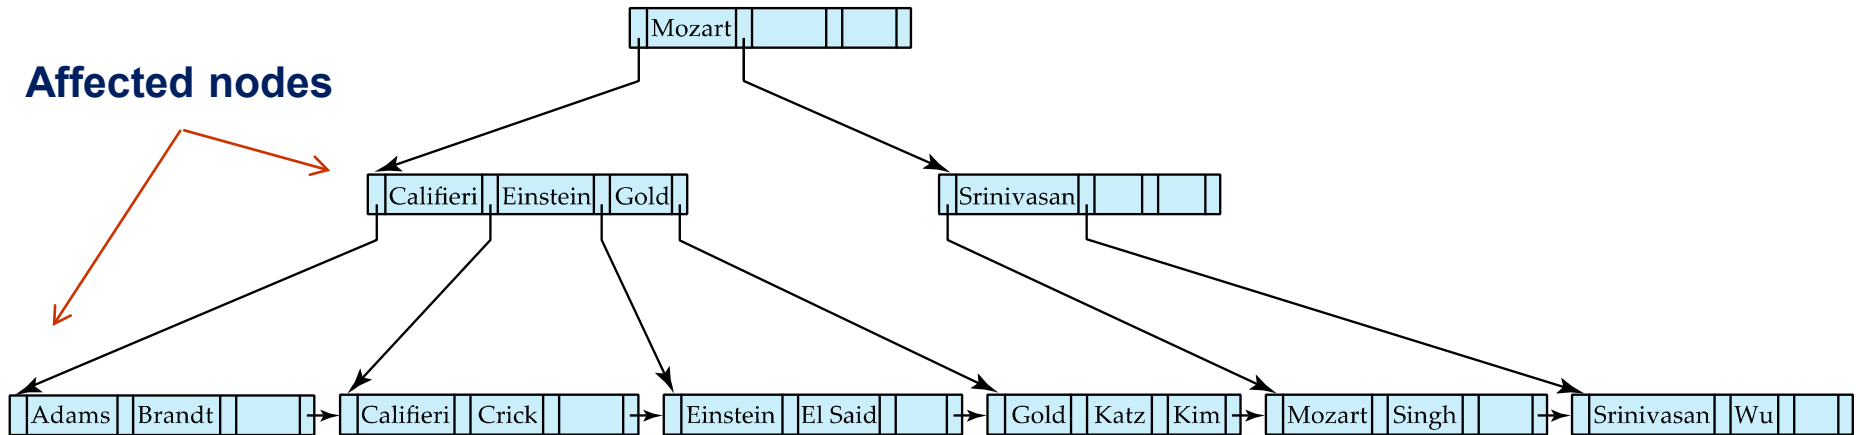 Mozart
Affected nodes
Califieri Einstein Gold
Srinivasan
Adams Brandt
Califieri Crick
Einstein El Said
Gold Katz Kim
Mozart Singh
Srinivasan Wu